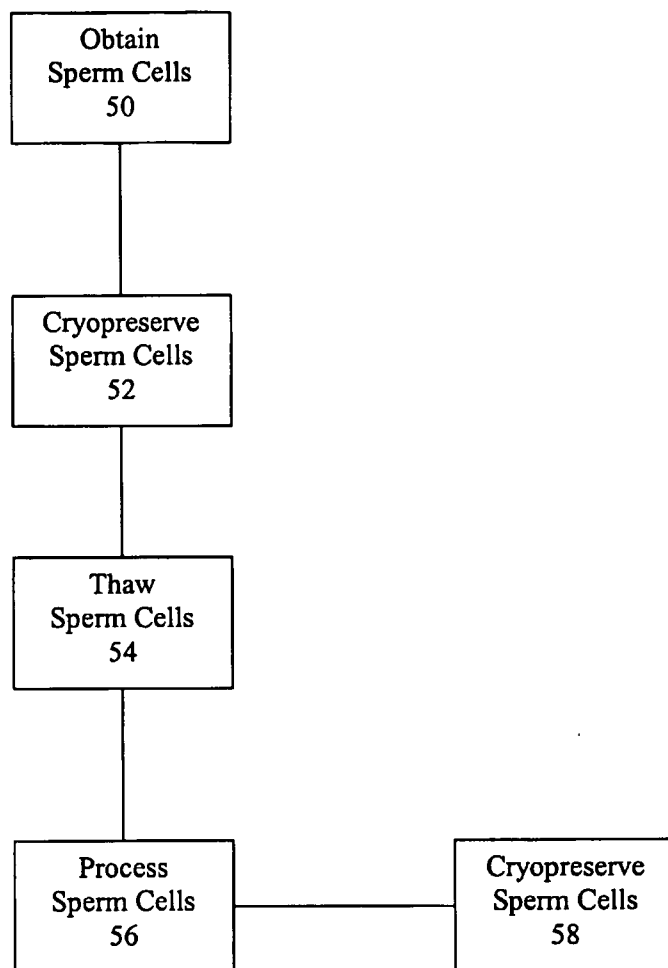 Obtain
Sperm Cells
50
Cryopreserve
Sperm Cells
52
Thaw
Sperm Cells
54
Process
Sperm Cells
56
Cryopreserve
Sperm Cells
58